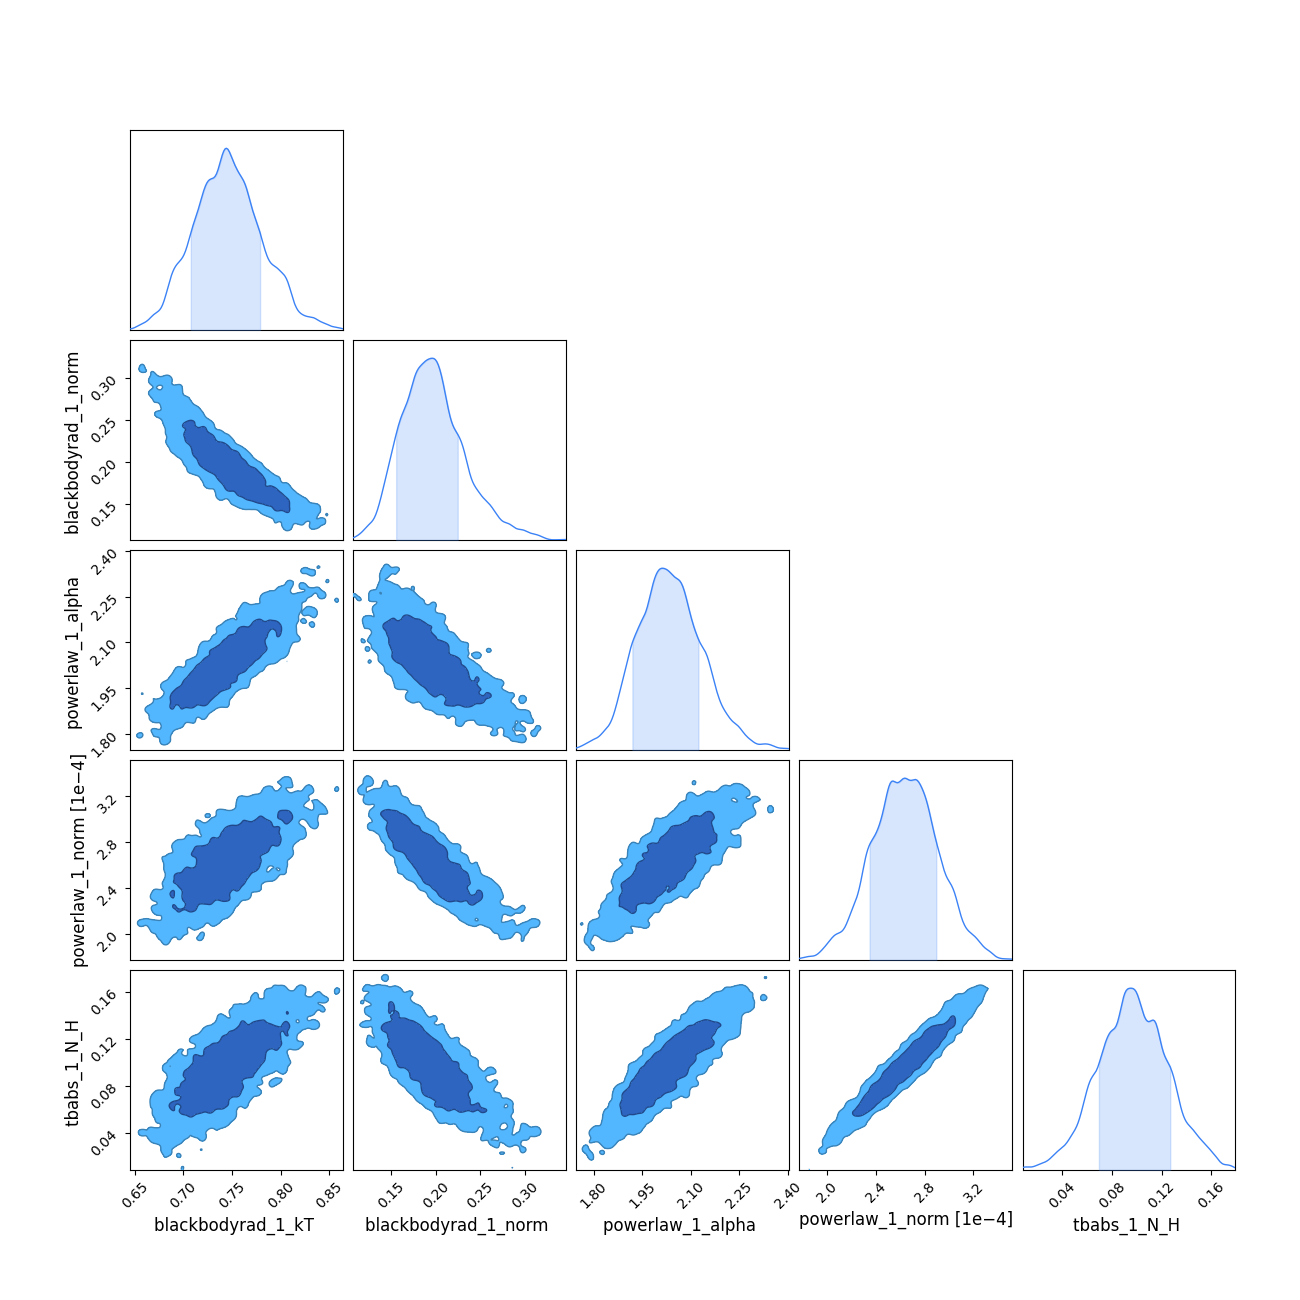 blackbodyrad_1_norm
0.30
0.25
0.20
0.15
powerlaw_1_alpha
2.40
2.25
2.10
1.95
1.80
powerlaw_1_norm [1e−4]
3.2
2.8
2.4
2.0
tbabs_1_N_H
0.16
0.12
0.08
0.04
0.65 0.70 0.75 0.80 0.85 0.15 0.20 0.25 0.30 1.80 1.95 2.10 2.25 2.40 2.0 2.4 2.8 3.2 0.04 0.08 0.12 0.16
blackbodyrad_1_kT blackbodyrad_1_norm powerlaw_1_alpha powerlaw_1_norm [1e−4] tbabs_1_N_H